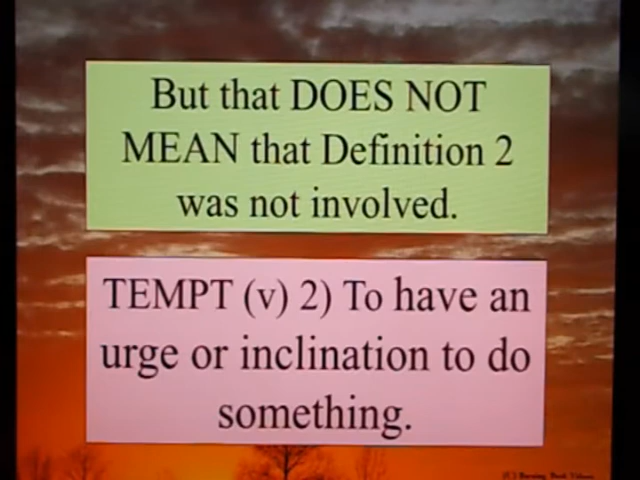 But that DOES NOT
MEAN that Definition 2
was not involved.
TEMPT (v) 2) To have an
urge or inclination to do
something.